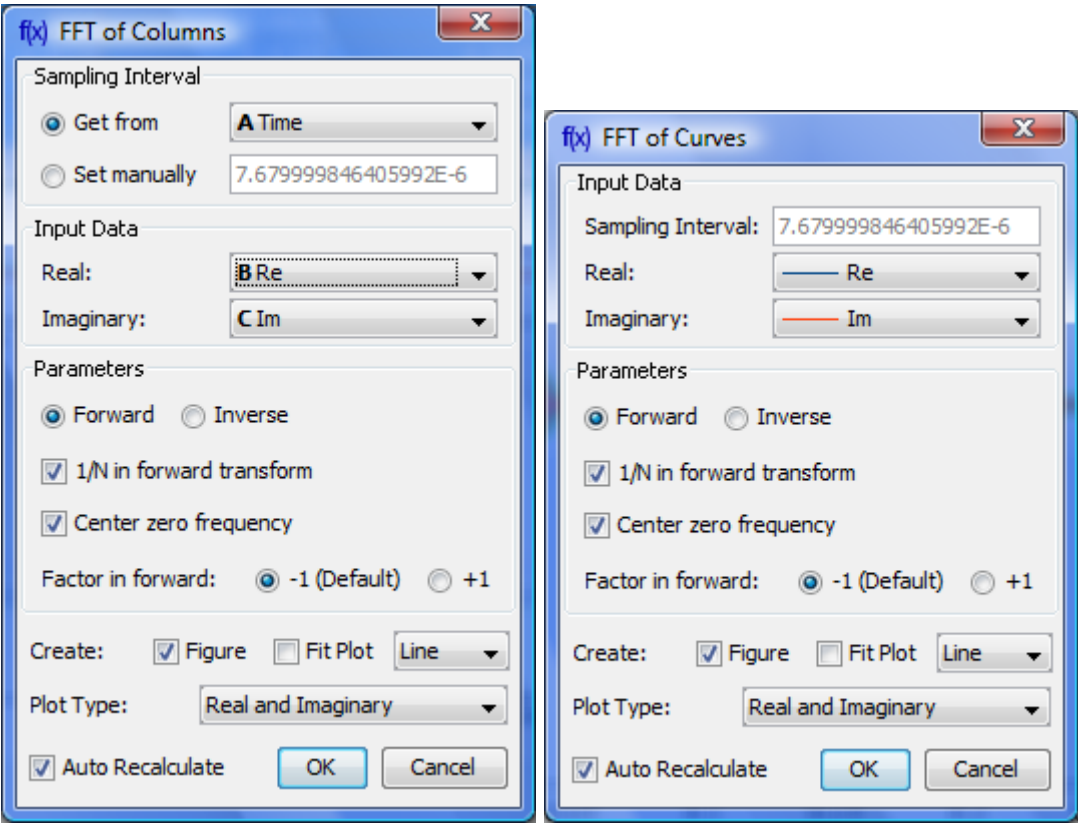 f(x) FFT of Columns
Sampling Interval
Get from A Time
Set manually 7.679999846405992E-6
Input Data
Real: B Re
Imaginary: C Im
Parameters
Forward Inverse
1/N in forward transform
Center zero frequency
Factor in forward: -1 (Default) +1
Create: Figure Fit Plot Line
Plot Type: Real and Imaginary
Auto Recalculate OK Cancel
f(x) FFT of Curves
Input Data
Sampling Interval: 7.679999846405992E-6
Real: Re
Imaginary: Im
Parameters
Forward Inverse
1/N in forward transform
Center zero frequency
Factor in forward: -1 (Default) +1
Create: Figure Fit Plot Line
Plot Type: Real and Imaginary
Auto Recalculate OK Cancel